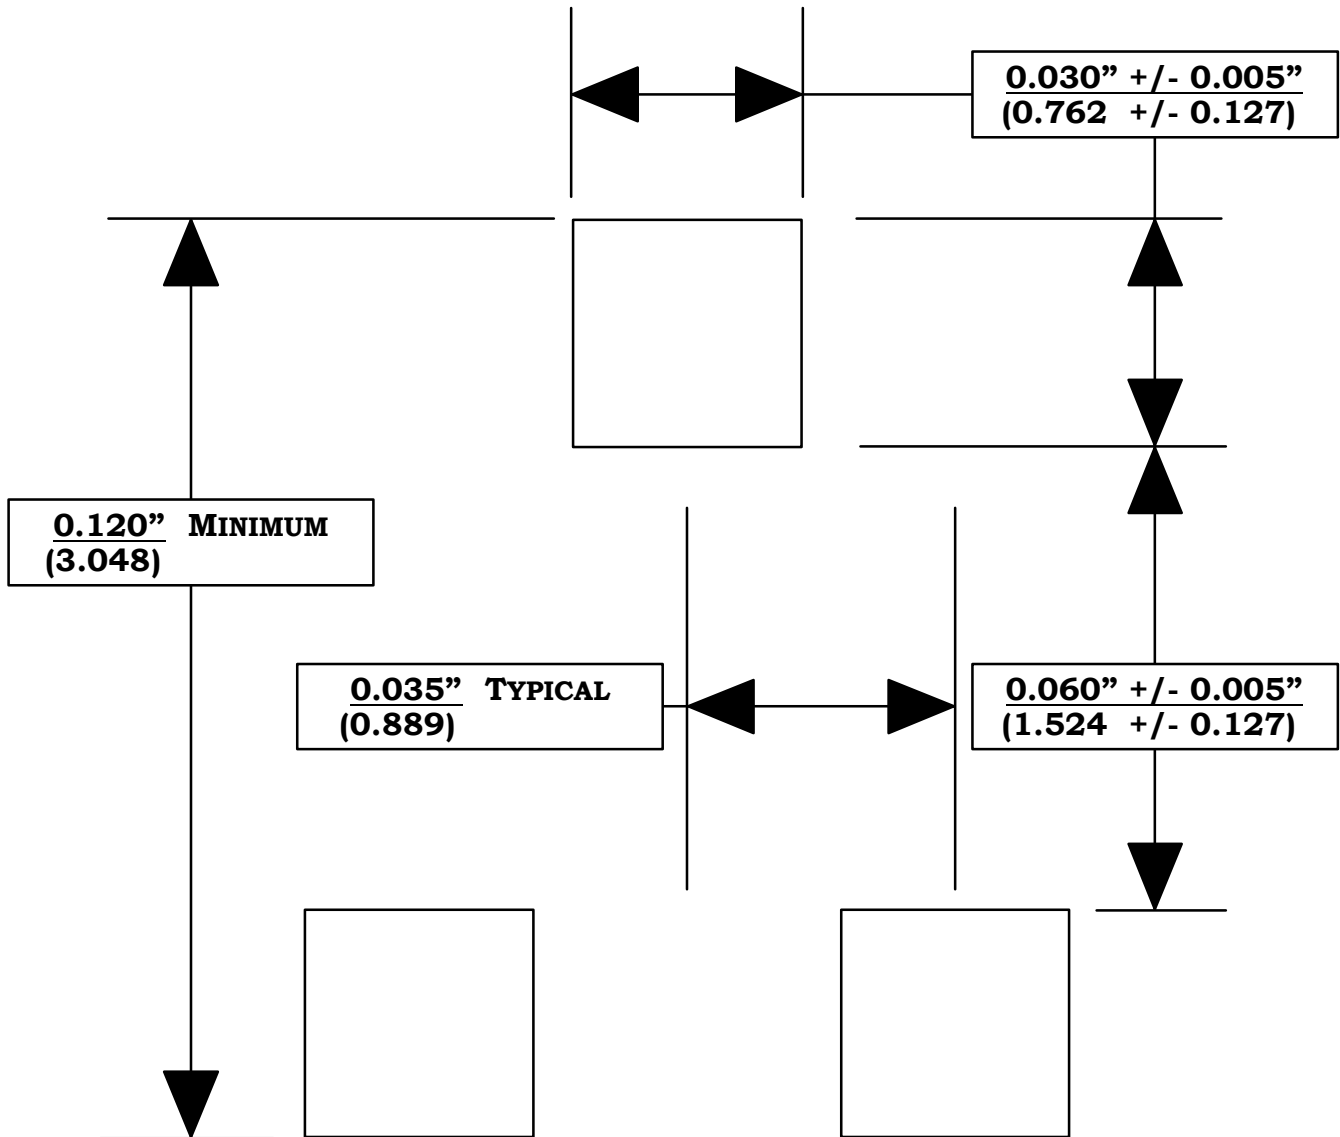 0.030” +/- 0.005”
(0.762 +/- 0.127)
0.120” MINIMUM
(3.048)
0.035” TYPICAL
(0.889)
0.060” +/- 0.005”
(1.524 +/- 0.127)